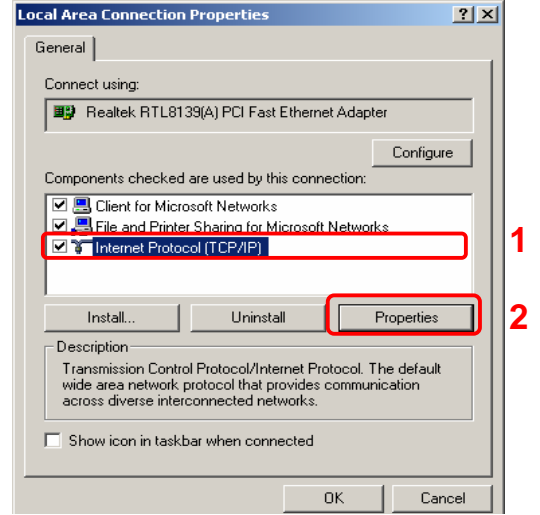 Local Area Connection Properties
General
Connect using:
Realtek RTL8139(A) PCI Fast Ethernet Adapter
Configure
Components checked are used by this connection:
Client for Microsoft Networks
File and Printer Sharing for Microsoft Networks
Internet Protocol (TCP/IP)
1
Install... Uninstall Properties
2
Description
Transmission Control Protocol/Internet Protocol. The default
wide area network protocol that provides communication
across diverse interconnected networks.
Show icon in taskbar when connected
OK Cancel